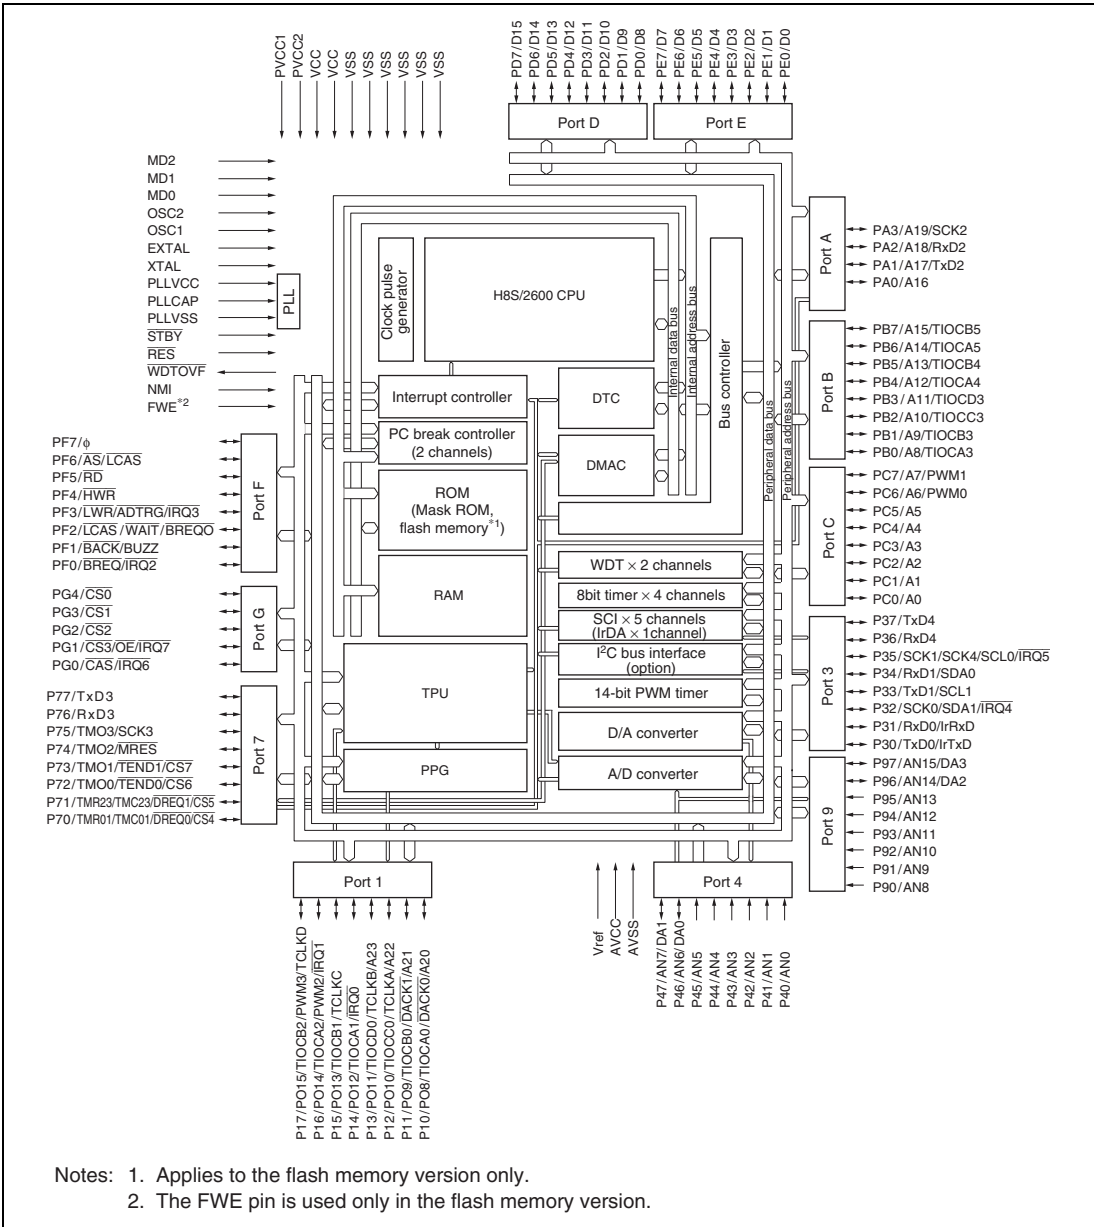 PVCC1
PVCC2
VCC
VCC
VSS
VSS
VSS
VSS
VSS
VSS
PD7/D15
PD6/D14
PD5/D13
PD4/D12
PD3/D11
PD2/D10
PD1/D9
PD0/D8
PE7/D7
PE6/D6
PE5/D5
PE4/D4
PE3/D3
PE2/D2
PE1/D1
PE0/D0
Port D
Port E
MD2
MD1
MD0
OSC2
OSC1
EXTAL
XTAL
PLLVCC
PLLCAP
PLLVSS
STBY
RES
WDTOVF
NMI
FWE*2
PLL
Clock pulse
generator
H8S/2600 CPU
Internal data bus
Internal address bus
Bus controller
Peripheral data bus
Peripheral address bus
Interrupt controller
PC break controller
(2 channels)
ROM
(Mask ROM,
flash memory*1)
RAM
TPU
PPG
DTC
DMAC
WDT × 2 channels
8bit timer × 4 channels
SCI × 5 channels
(IrDA × 1channel)
I2C bus interface
(option)
14-bit PWM timer
D/A converter
A/D converter
Port A
PA3/A19/SCK2
PA2/A18/RxD2
PA1/A17/TxD2
PA0/A16
Port B
PB7/A15/TIOCB5
PB6/A14/TIOCA5
PB5/A13/TIOCB4
PB4/A12/TIOCA4
PB3/A11/TIOCD3
PB2/A10/TIOCC3
PB1/A9/TIOCB3
PB0/A8/TIOCA3
Port C
PC7/A7/PWM1
PC6/A6/PWM0
PC5/A5
PC4/A4
PC3/A3
PC2/A2
PC1/A1
PC0/A0
Port 3
P37/TxD4
P36/RxD4
P35/SCK1/SCK4/SCL0/IRQ5
P34/RxD1/SDA0
P33/TxD1/SCL1
P32/SCK0/SDA1/IRQ4
P31/RxD0/IrRxD
P30/TxD0/IrTxD
Port 9
P97/AN15/DA3
P96/AN14/DA2
P95/AN13
P94/AN12
P93/AN11
P92/AN10
P91/AN9
P90/AN8
PF7/ϕ
PF6/AS/LCAS
PF5/RD
PF4/HWR
PF3/LWR/ADTRG/IRQ3
PF2/LCAS/WAIT/BREQO
PF1/BACK/BUZZ
PF0/BREQ/IRQ2
Port F
PG4/CS0
PG3/CS1
PG2/CS2
PG1/CS3/OE/IRQ7
PG0/CAS/IRQ6
Port G
P77/TxD3
P76/RxD3
P75/TMO3/SCK3
P74/TMO2/MRES
P73/TMO1/TEND1/CS7
P72/TMO0/TEND0/CS6
P71/TMR23/TMC23/DREQ1/CS5
P70/TMR01/TMC01/DREQ0/CS4
Port 7
Port 1
Port 4
P17/PO15/TIOCB2/PWM3/TCLKD
P16/PO14/TIOCA2/PWM2/IRQ1
P15/PO13/TIOCB1/TCLKC
P14/PO12/TIOCA1/IRQ0
P13/PO11/TIOCD0/TCLKB/A23
P12/PO10/TIOCC0/TCLKA/A22
P11/PO9/TIOCB0/DACK1/A21
P10/PO8/TIOCA0/DACK0/A20
Vref
AVCC
AVSS
P47/AN7/DA1
P46/AN6/DA0
P45/AN5
P44/AN4
P43/AN3
P42/AN2
P41/AN1
P40/AN0
Notes: 1. Applies to the flash memory version only.
2. The FWE pin is used only in the flash memory version.